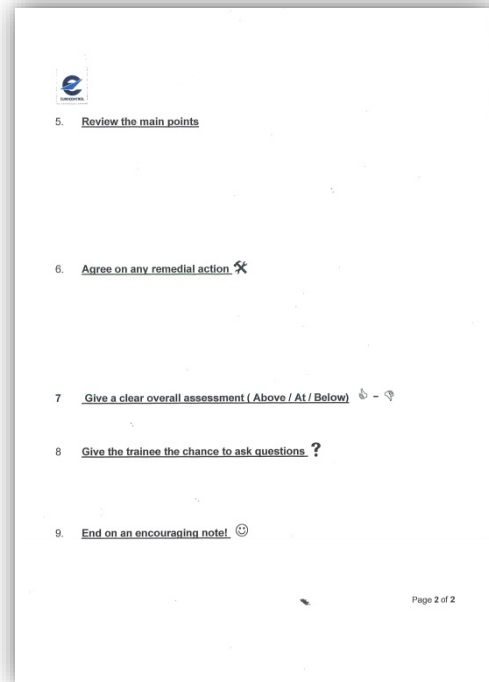 EUROCONTROL
5. Review the main points
6. Agree on any remedial action
7 Give a clear overall assessment ( Above / At / Below) -
8 Give the trainee the chance to ask questions ?
9. End on an encouraging note!
Page 2 of 2